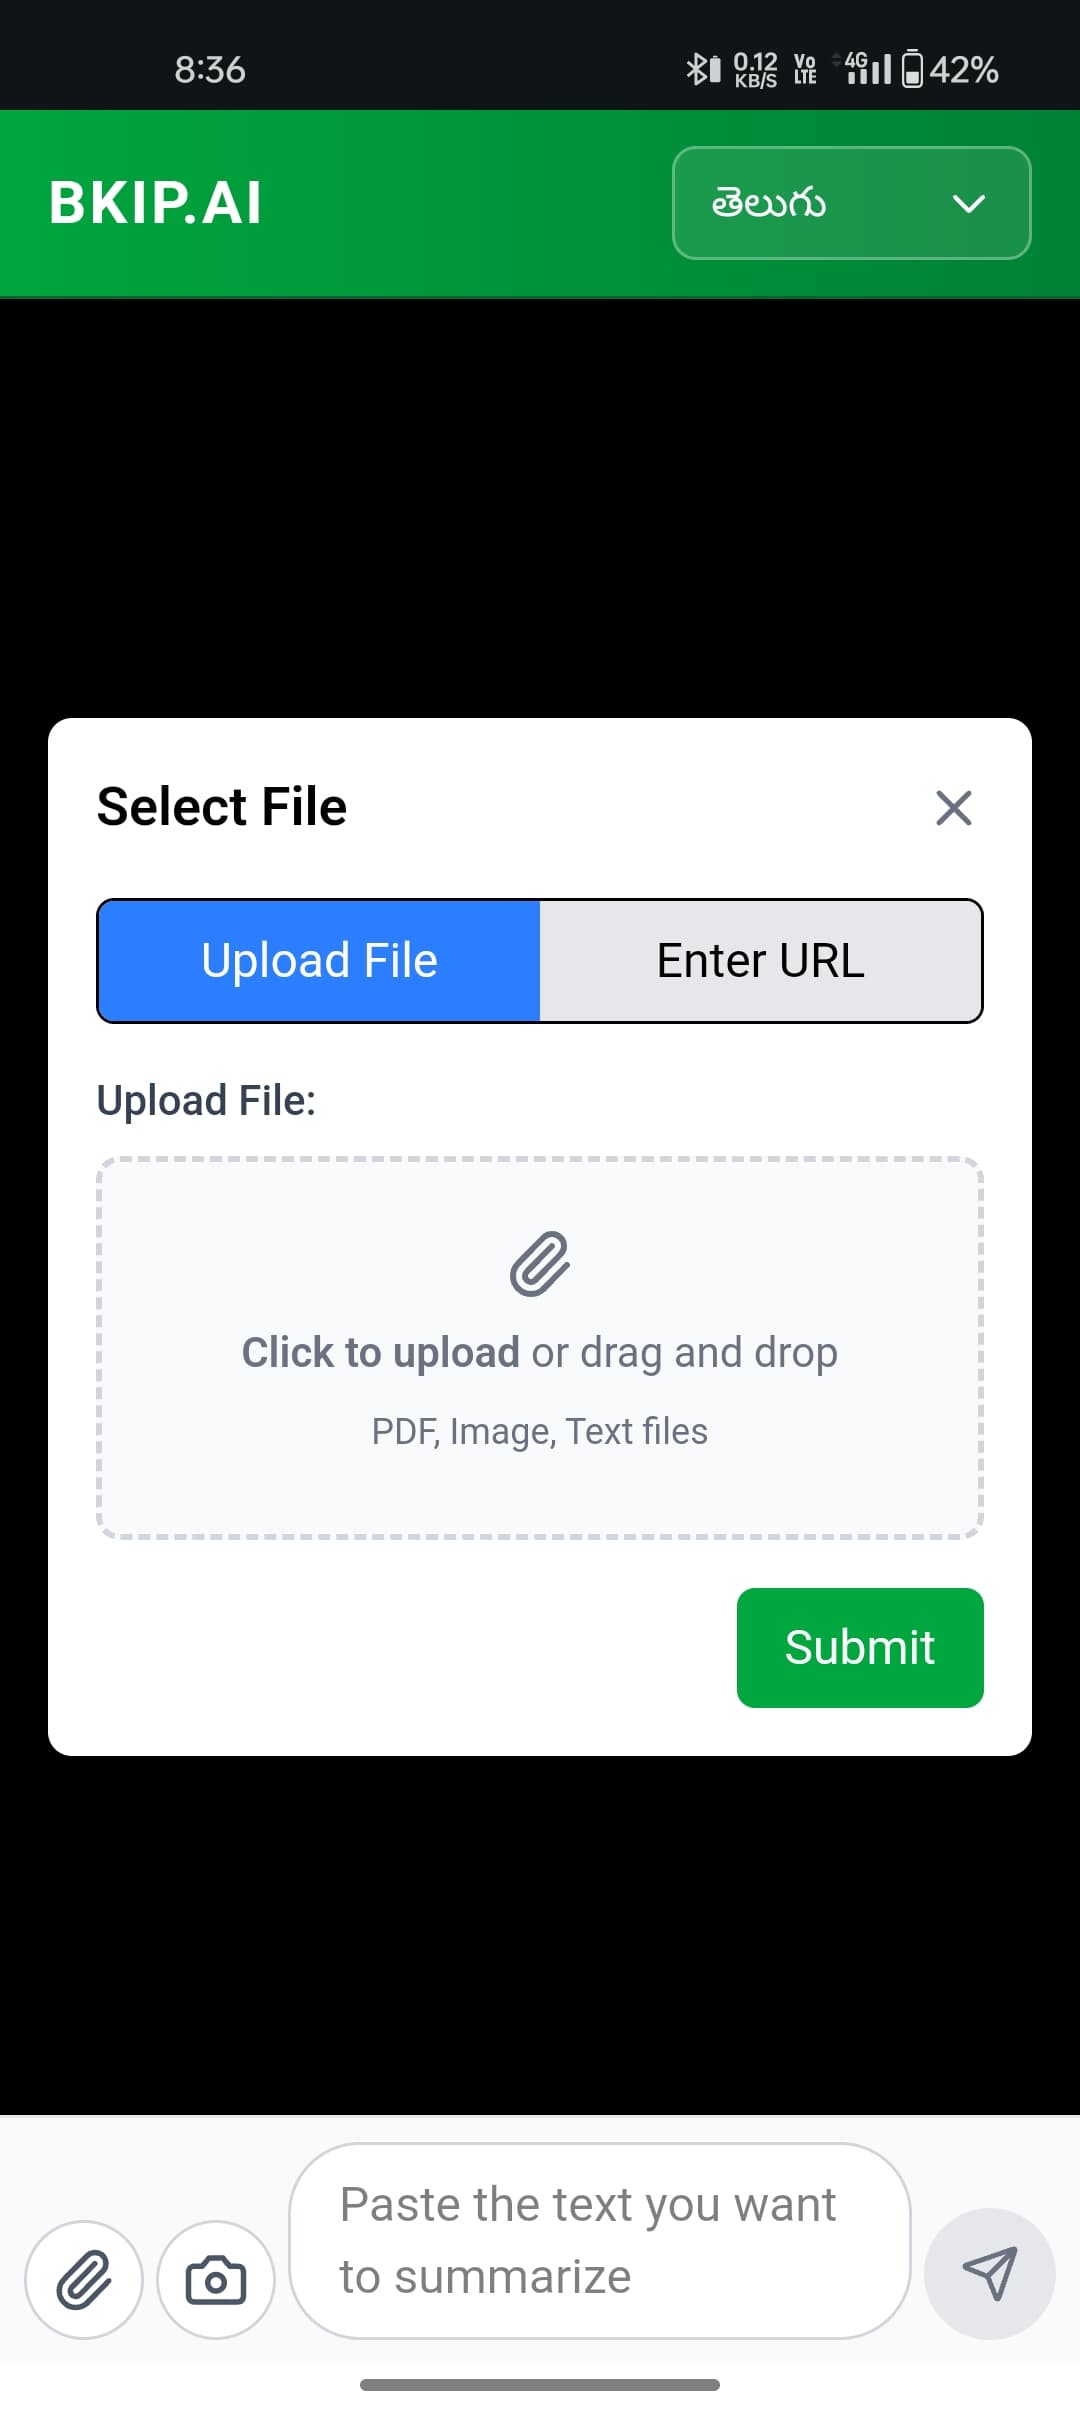 8:36
0.12 KB/S Vo LTE 4G 42%
BKIP.AI
తెలుగు
Select File
Upload File
Enter URL
Upload File:
Click to upload or drag and drop
PDF, Image, Text files
Submit
Paste the text you want
to summarize